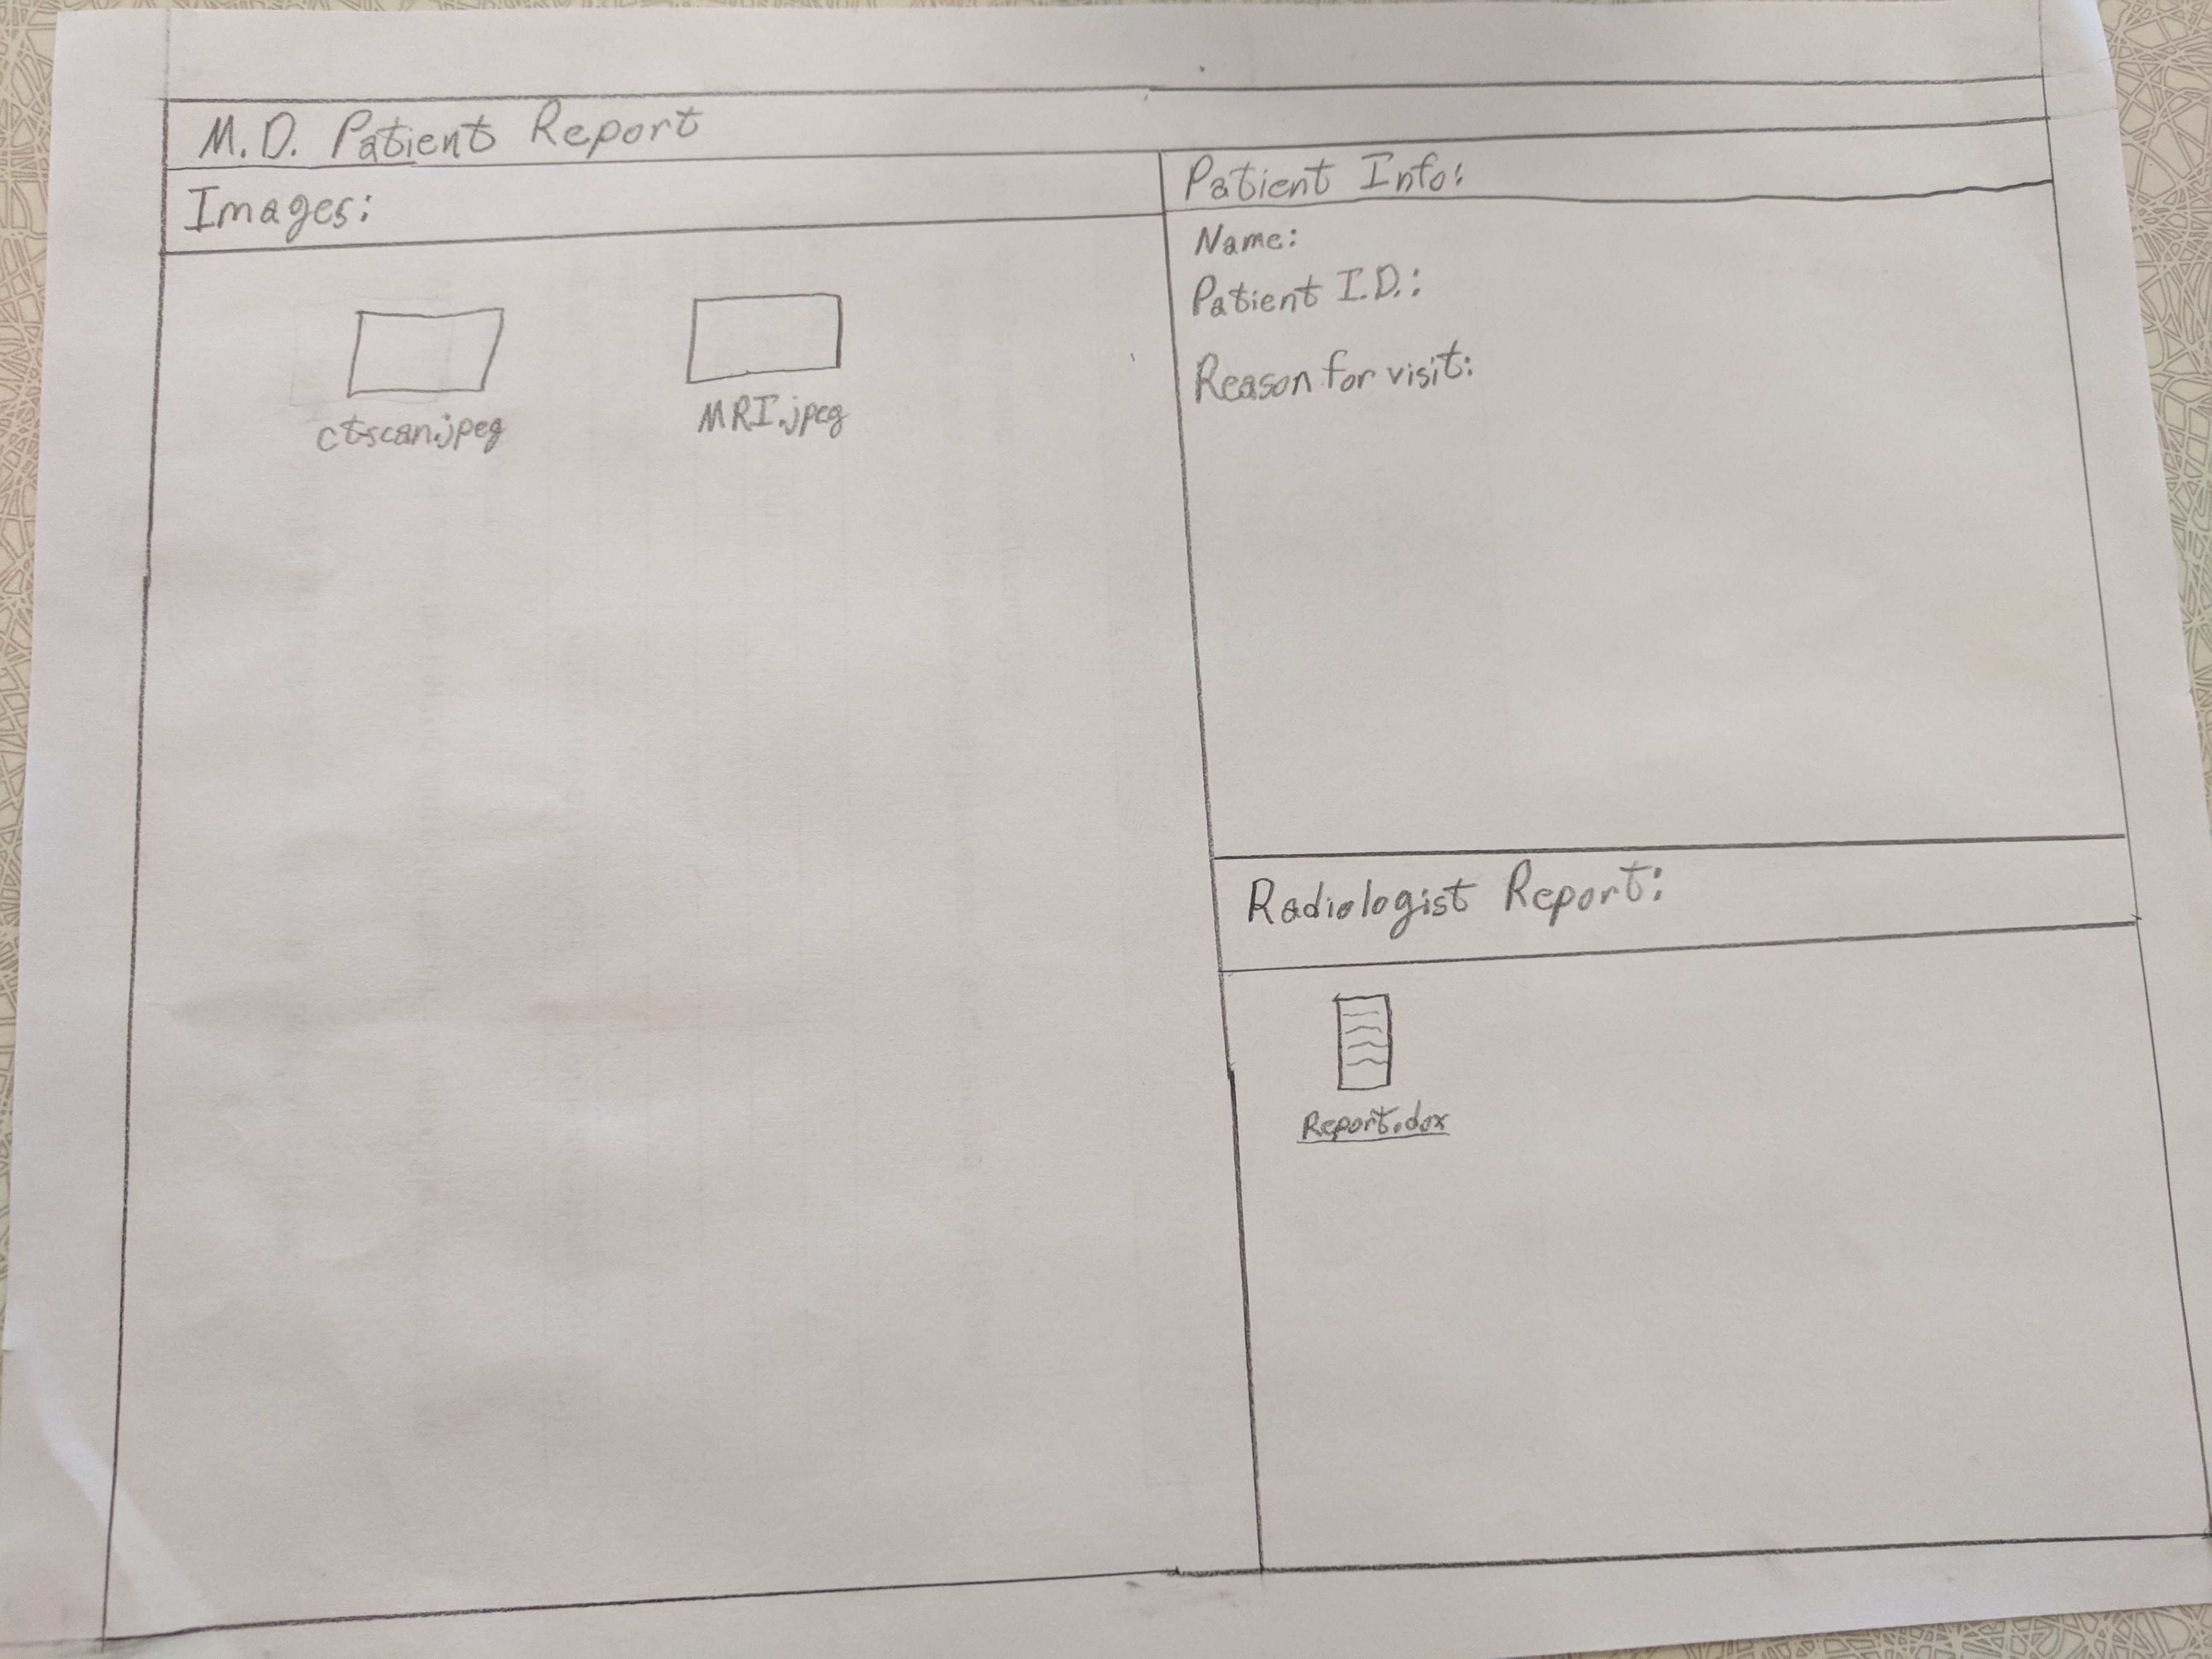 M.D. Patient Report
Images:
ctscan.jpeg
MRI.jpeg
Patient Info:
Name:
Patient I.D.:
Reason for visit:
Radiologist Report:
Report.dox